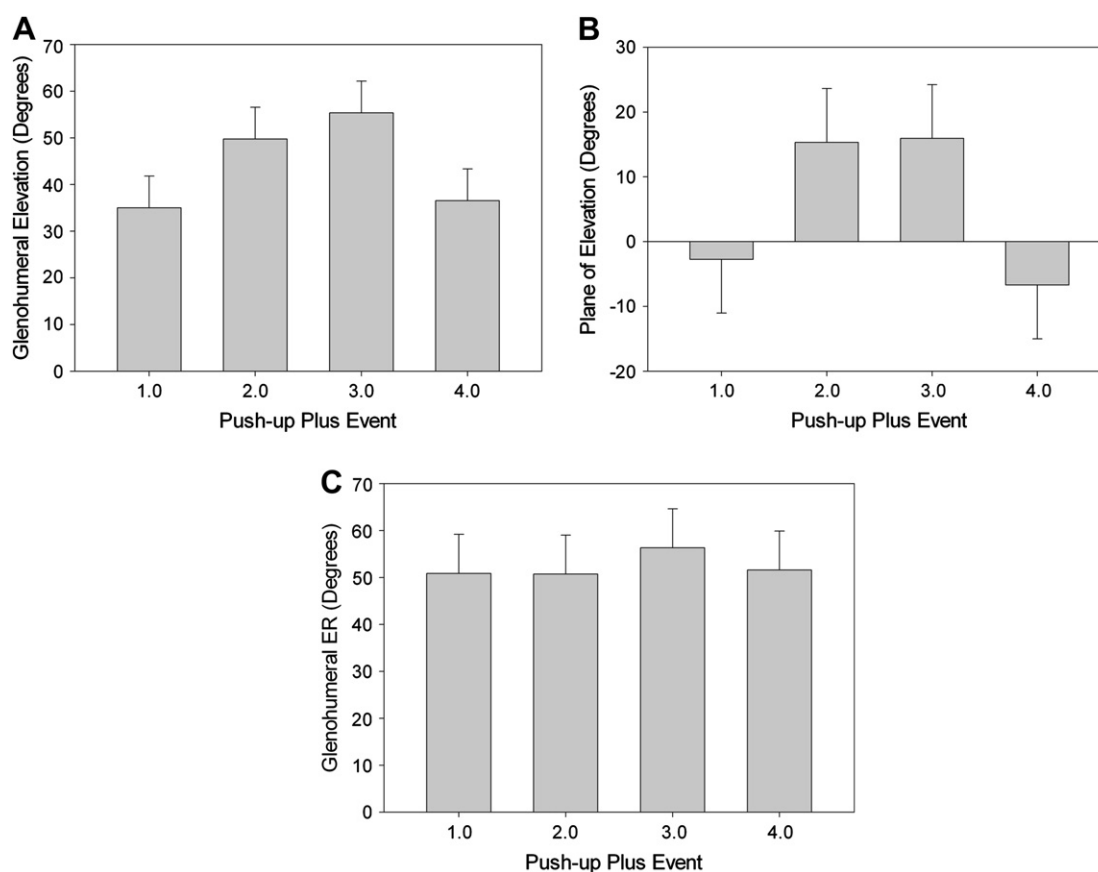 A
Glenohumeral Elevation (Degrees)
70
60
50
40
30
20
10
0
1.0 2.0 3.0 4.0
Push-up Plus Event
B
Plane of Elevation (Degrees)
30
20
10
0
-10
-20
1.0 2.0 3.0 4.0
Push-up Plus Event
C
Glenohumeral ER (Degrees)
70
60
50
40
30
20
10
0
1.0 2.0 3.0 4.0
Push-up Plus Event